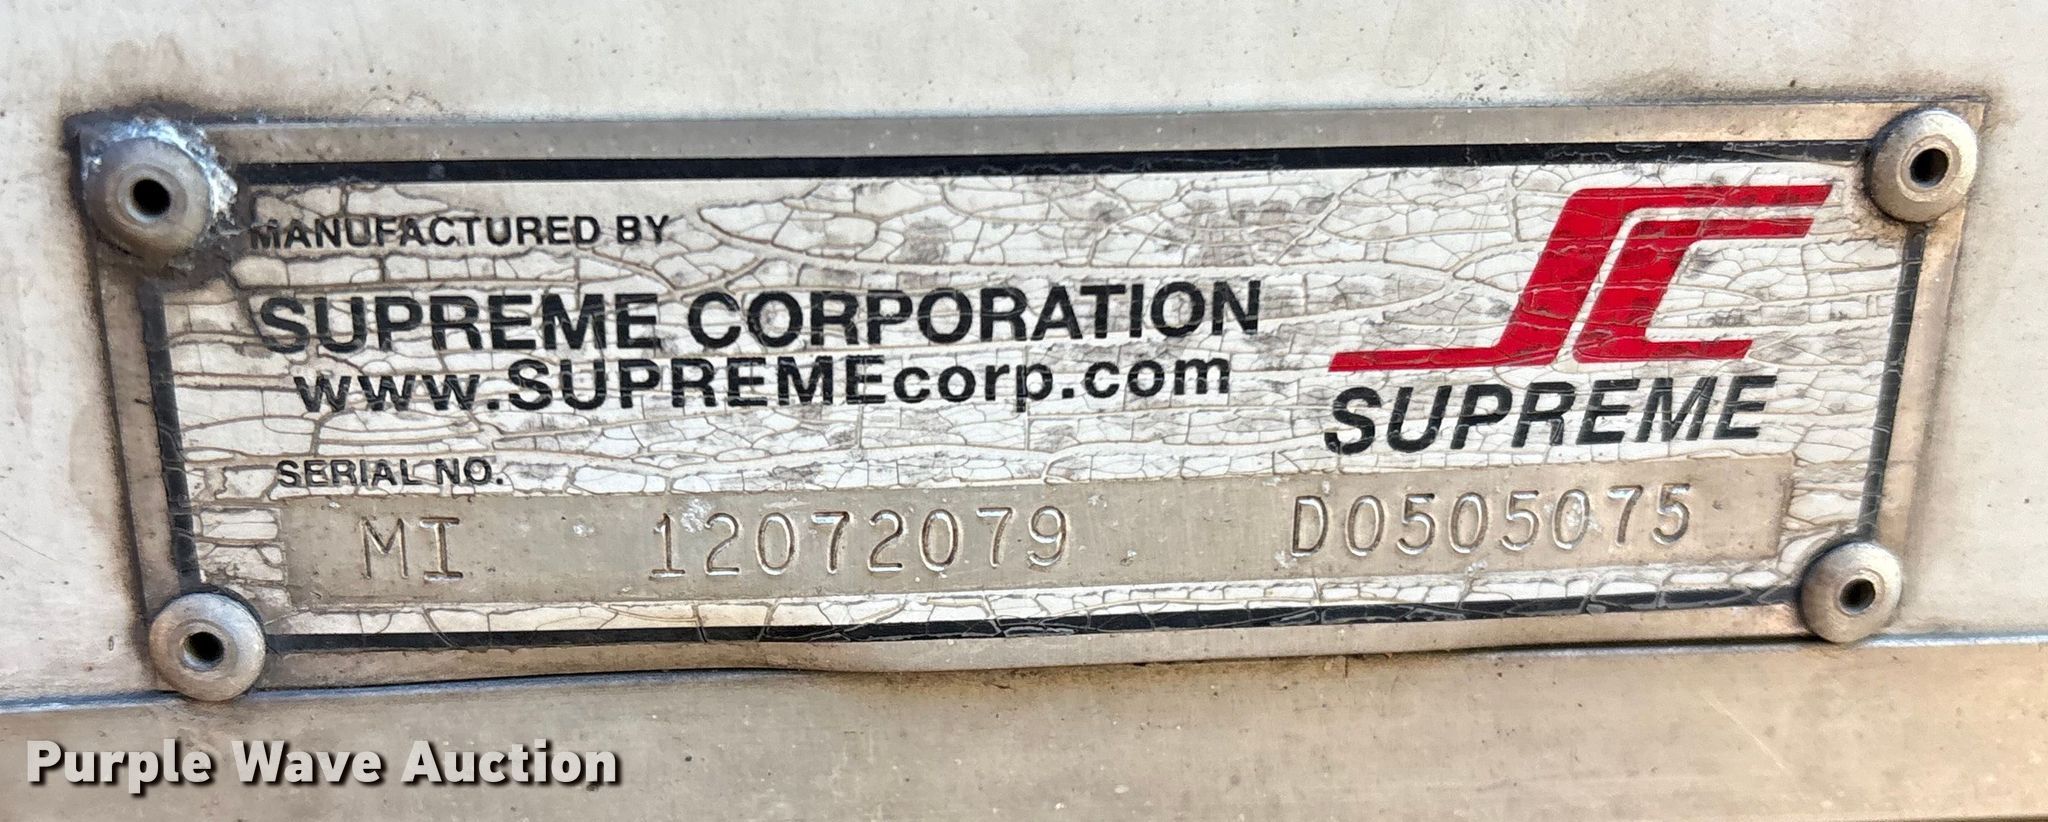 MANUFACTURED BY
SUPREME CORPORATION
www.SUPREMEcorp.com
SUPREME
SERIAL NO.
MI 12072079 D0505075
Purple Wave Auction